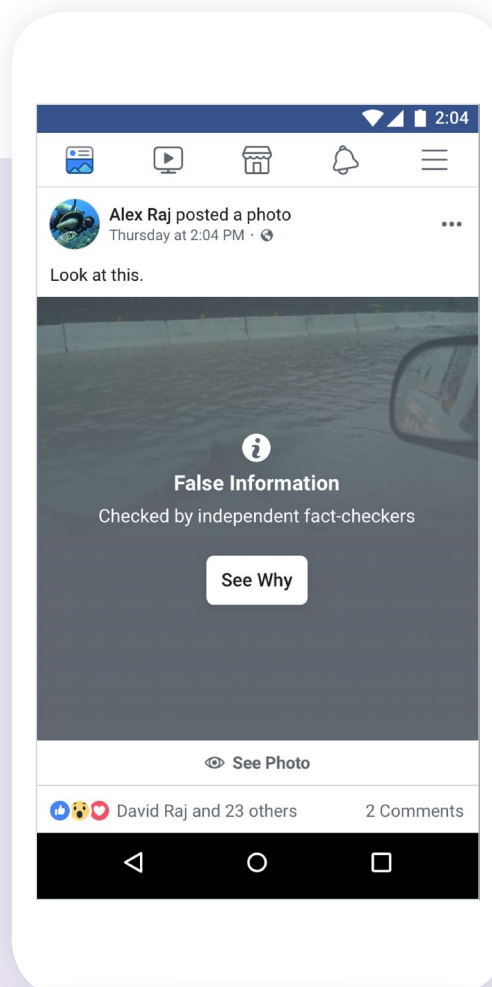 2:04
Alex Raj posted a photo
Thursday at 2:04 PM ·
Look at this.
False Information
Checked by independent fact-checkers
See Why
See Photo
David Raj and 23 others 2 Comments